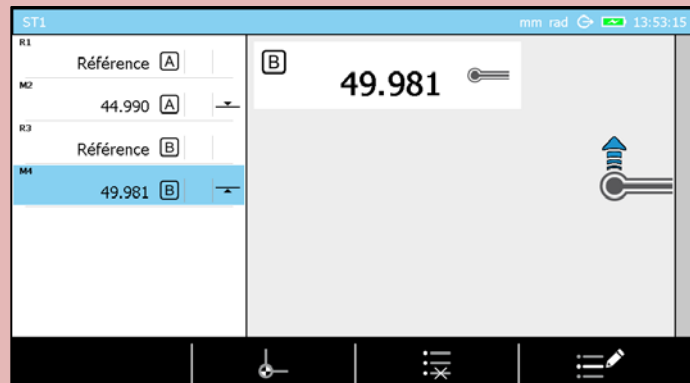 ST1 mm rad 13:53:15
R1
Référence A
M2
44.990 A
R3
Référence B
M4
49.981 B
B
49.981